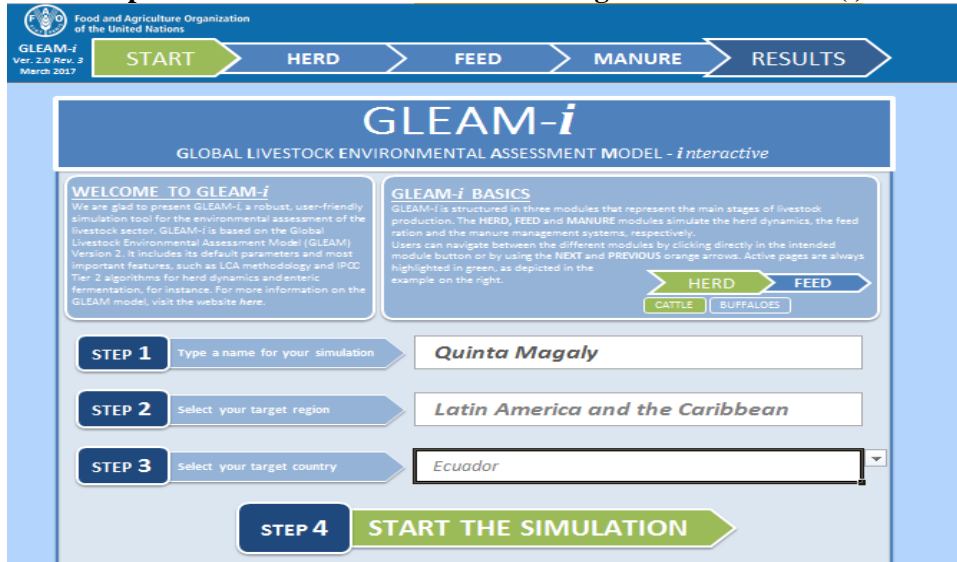 Food and Agriculture Organization
of the United Nations
GLEAM-i
Ver. 2.0 Rev. 3
March 2017
START
HERD
FEED
MANURE
RESULTS
GLEAM-i
GLOBAL LIVESTOCK ENVIRONMENTAL ASSESSMENT MODEL - interactive
WELCOME TO GLEAM-i
We are glad to present GLEAM-i, a robust, user-friendly
simulation tool for the environmental assessment of the
livestock sector. GLEAM-i is based on the Global
Livestock Environmental Assessment Model (GLEAM)
Version 2. It includes its default parameters and most
important features, such as LCA methodology and IPCC
Tier 2 algorithms for herd dynamics and enteric
fermentation, for instance. For more information on the
GLEAM model, visit the website here.
GLEAM-i BASICS
GLEAM-i is structured in three modules that represent the main stages of livestock
production. The HERD, FEED and MANURE modules simulate the herd dynamics, the feed
ration and the manure management systems, respectively.
Users can navigate between the different modules by clicking directly in the intended
module button or by using the NEXT and PREVIOUS orange arrows. Active pages are always
highlighted in green, as depicted in the
example on the right.
HERD
FEED
CATTLE
BUFFALOES
STEP 1
Type a name for your simulation
Quinta Magaly
STEP 2
Select your target region
Latin America and the Caribbean
STEP 3
Select your target country
Ecuador
STEP 4
START THE SIMULATION